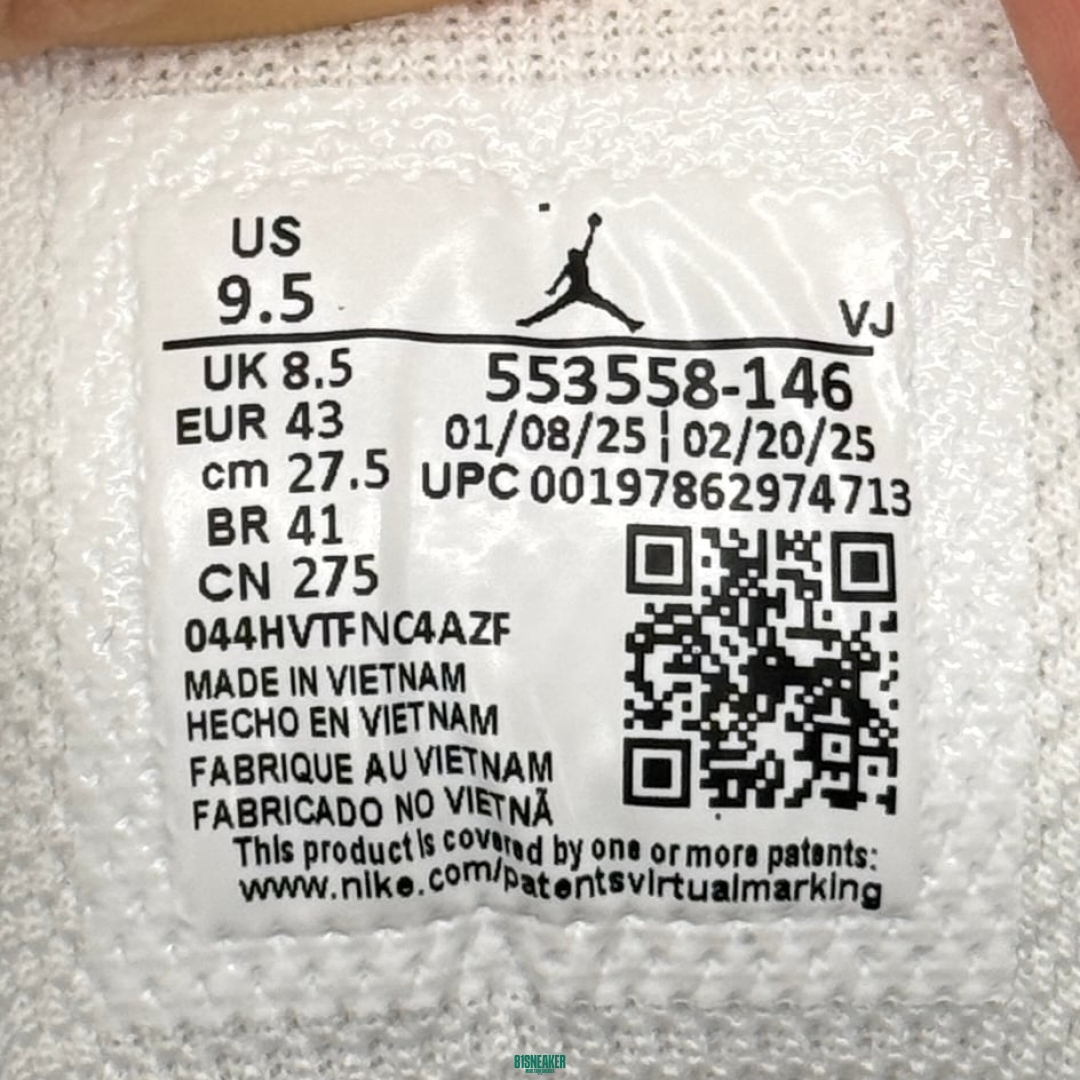 US
9.5
VJ
UK 8.5
553558-146
EUR 43
01/08/25 ¦ 02/20/25
cm 27.5
UPC 00197862974713
BR 41
CN 275
044HVTFNC4AZF
MADE IN VIETNAM
HECHO EN VIETNAM
FABRIQUE AU VIETNAM
FABRICADO NO VIETNÃ
This product is covered by one or more patents:
www.nike.com/patentsvirtualmarking
81SNEAKER